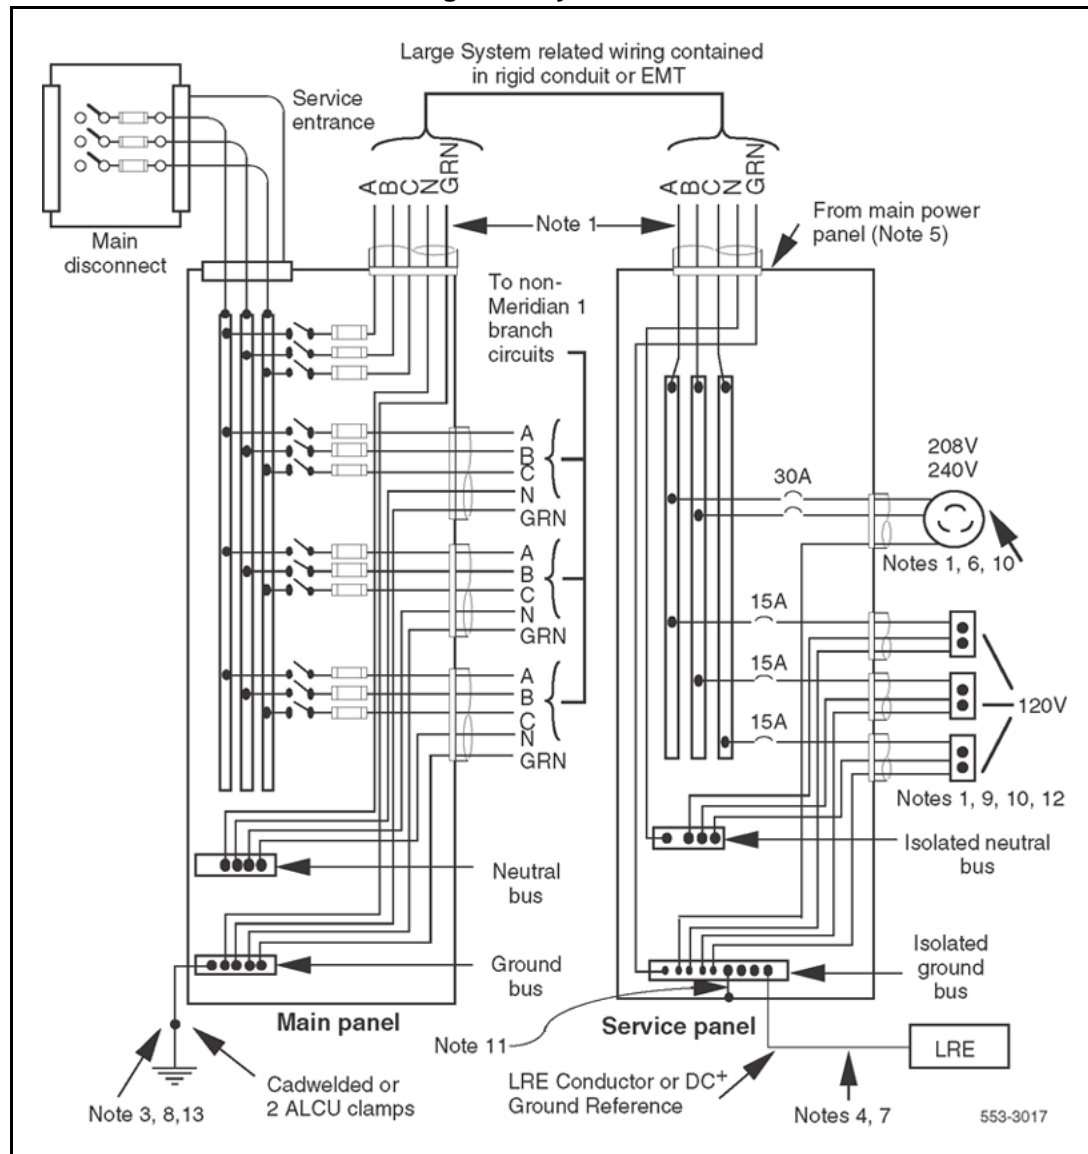 Large System related wiring contained
in rigid conduit or EMT
Service
entrance
Main
disconnect
A
B
C
N
GRN
A
B
C
N
GRN
Note 1
From main power
panel (Note 5)
To non-
Meridian 1
branch
circuits
A
B
C
N
GRN
A
B
C
N
GRN
A
B
C
N
GRN
208V
240V
30A
Notes 1, 6, 10
15A
15A
15A
120V
Notes 1, 9, 10, 12
Isolated neutral
bus
Neutral
bus
Isolated
ground
bus
Ground
bus
Main panel
Service panel
Note 11
LRE
Cadwelded or
2 ALCU clamps
Note 3, 8,13
LRE Conductor or DC+
Ground Reference
Notes 4, 7
553-3017